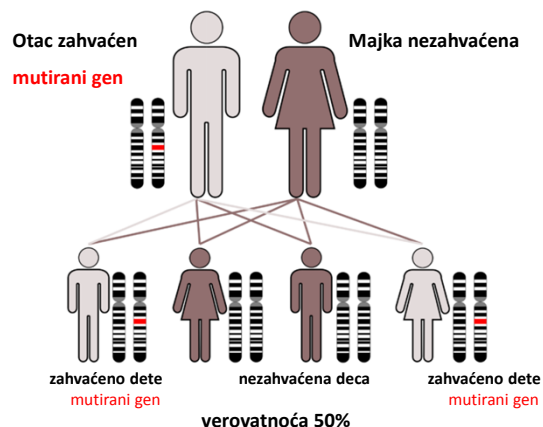 Otac zahvaćen
mutirani gen
Majka nezahvaćena
zahvaćeno dete
mutirani gen
nezahvaćena deca
zahvaćeno dete
mutirani gen
verovatnoća 50%